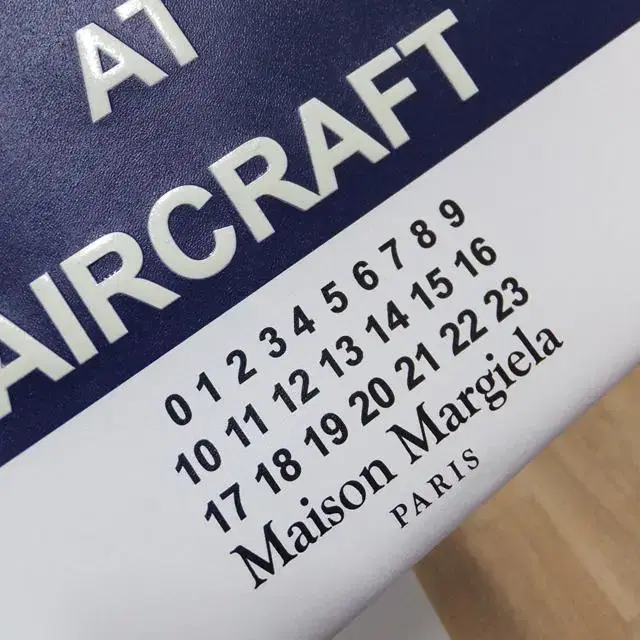 AT
AIRCRAFT
0 1 2 3 4 5 6 7 8 9
10 11 12 13 14 15 16
17 18 19 20 21 22 23
Maison Margiela
PARIS